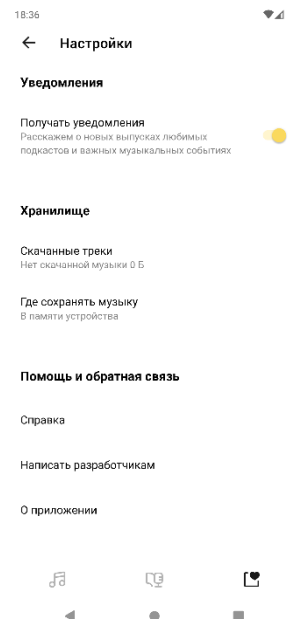 18:36
Настройки
Уведомления
Получать уведомления
Расскажем о новых выпусках любимых
подкастов и важных музыкальных событиях
Хранилище
Скачанные треки
Нет скачанной музыки 0 Б
Где сохранять музыку
В памяти устройства
Помощь и обратная связь
Справка
Написать разработчикам
О приложении